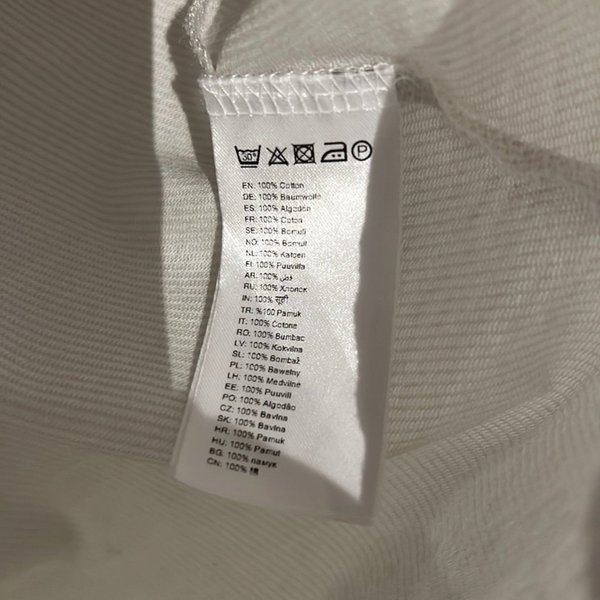 30°
P
EN: 100% Cotton
DE: 100% Baumwolle
ES: 100% Algodón
FR: 100% Coton
SE: 100% Bomull
NO: 100% Bomull
NL: 100% Katoen
FI: 100% Puuvilla
AR: 100% قطن
RU: 100% Хлопок
IN: 100% सूती
TR: %100 Pamuk
IT: 100% Cotone
RO: 100% Bumbac
LV: 100% Kokvilna
SL: 100% Bombaž
PL: 100% Bawełny
LH: 100% Medvilnė
EE: 100% Puuvill
PO: 100% Algodão
CZ: 100% Bavlna
SK: 100% Bavlna
HR: 100% Pamuk
HU: 100% Pamut
BG: 100% памук
CN: 100% 棉